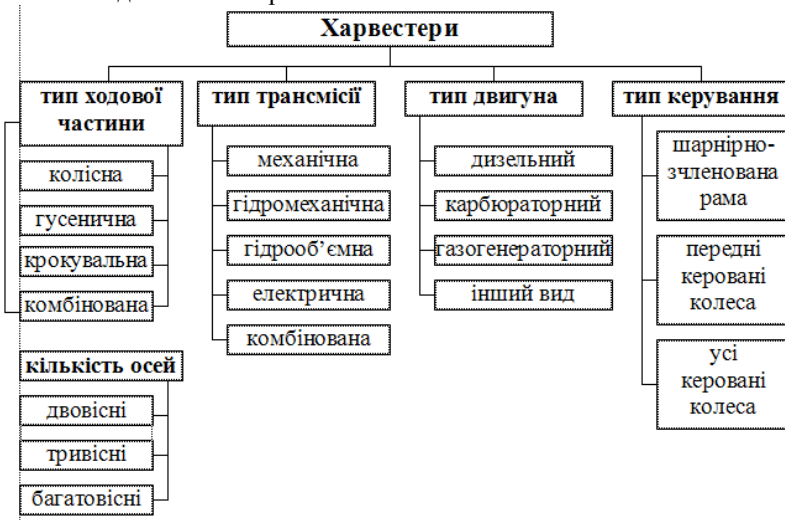 Харвестери
тип ходової
частини
колісна
гусенична
крокувальна
комбінована
кількість осей
двовісні
тривісні
багатовісні
тип трансмісії
механічна
гідромеханічна
гідрооб’ємна
електрична
комбінована
тип двигуна
дизельний
карбюраторний
газогенераторний
інший вид
тип керування
шарнірно-
зчленована
рама
передні
керовані
колеса
усі
керовані
колеса